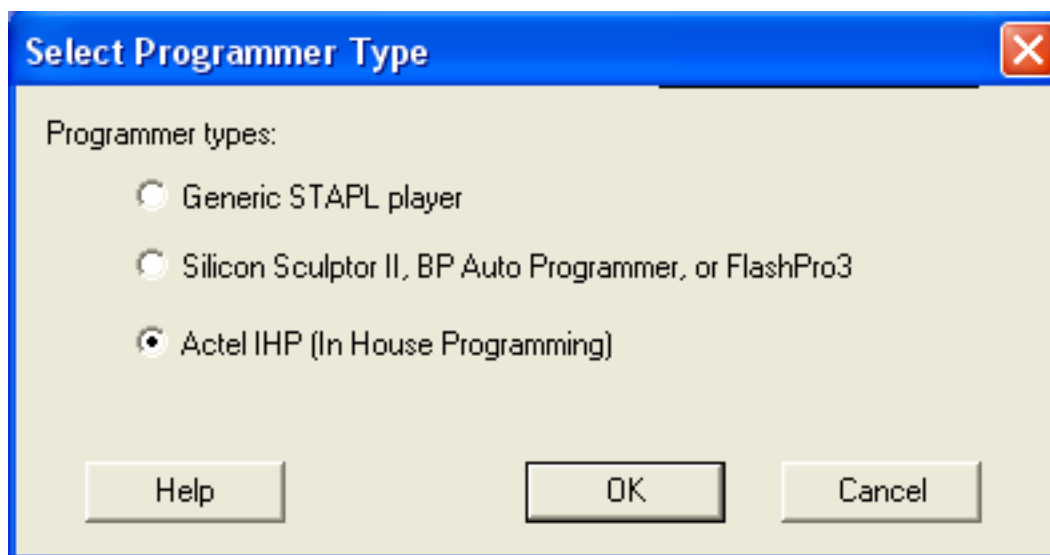 Select Programmer Type
Programmer types:
Generic STAPL player
Silicon Sculptor II, BP Auto Programmer, or FlashPro3
Actel IHP (In House Programming)
Help OK Cancel